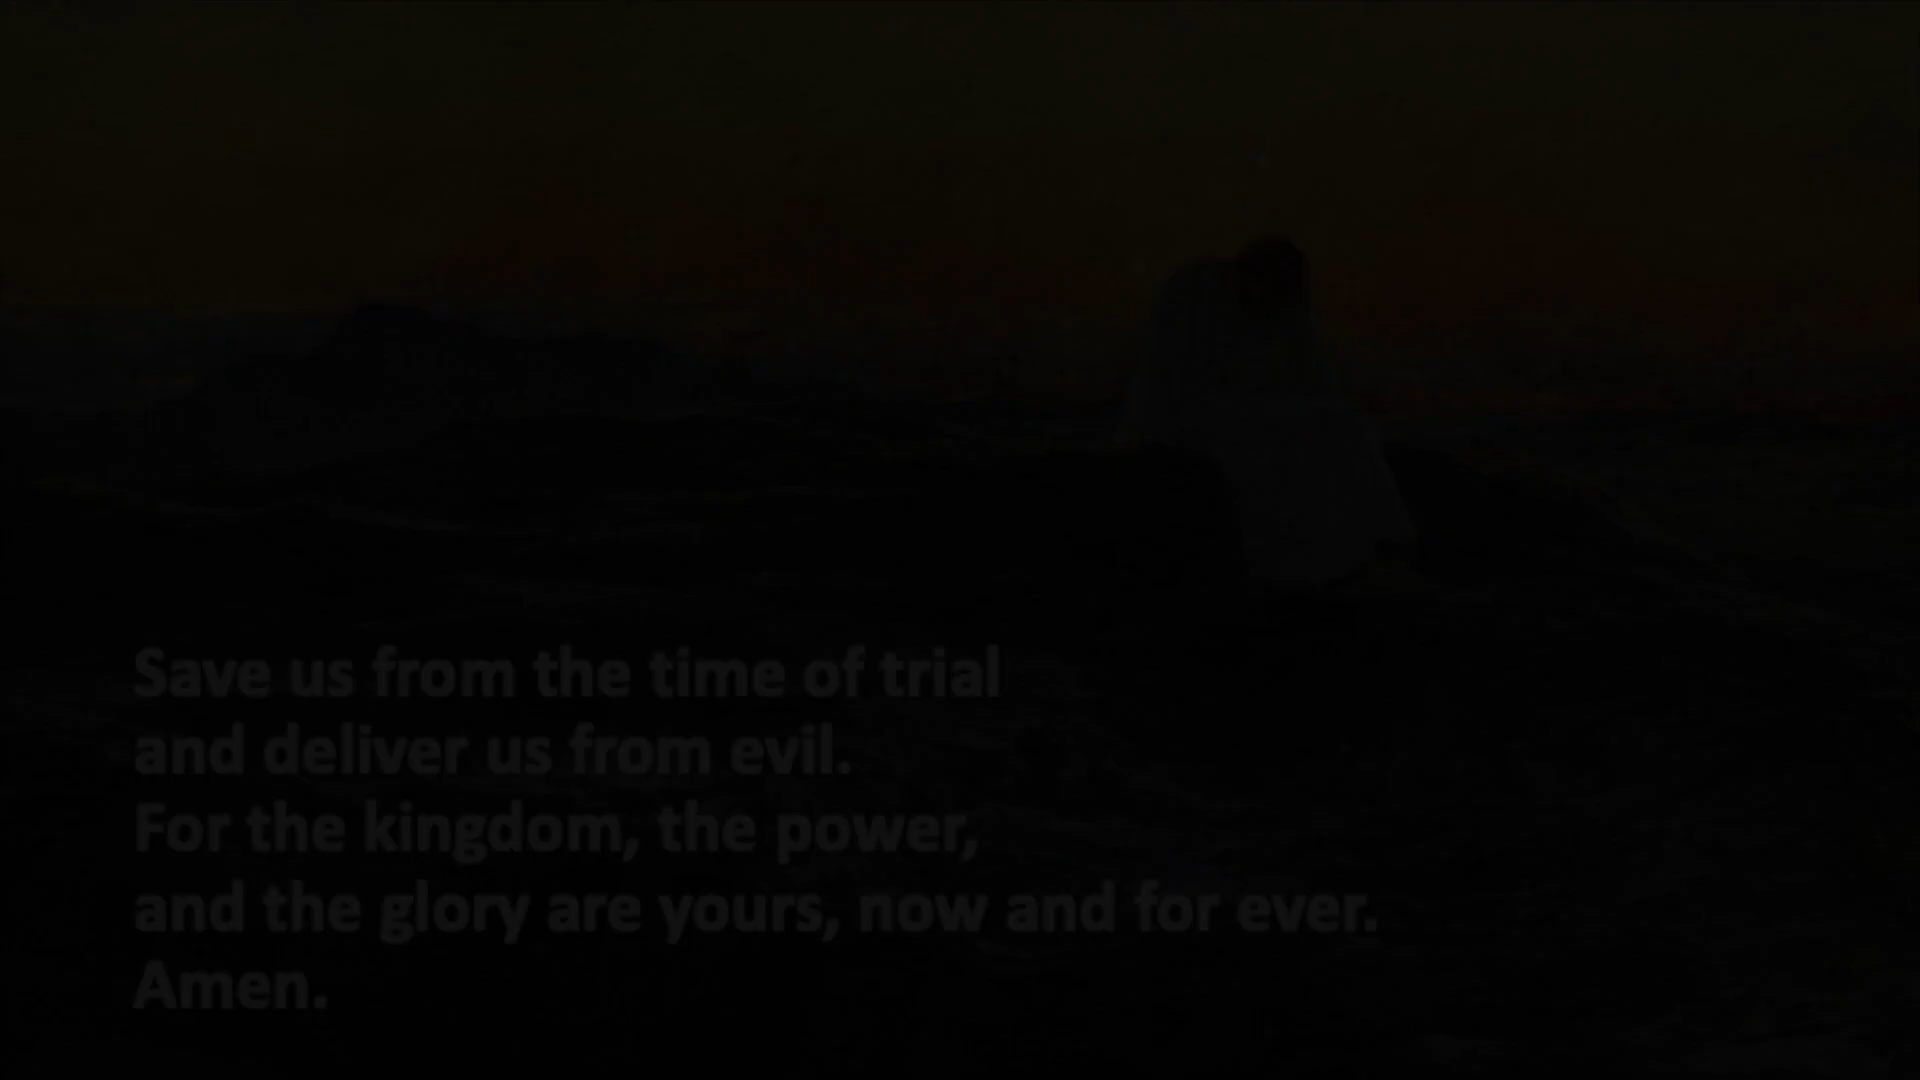 Save us from the time of trial
and deliver us from evil.
For the kingdom, the power,
and the glory are yours, now and for ever.
Amen.